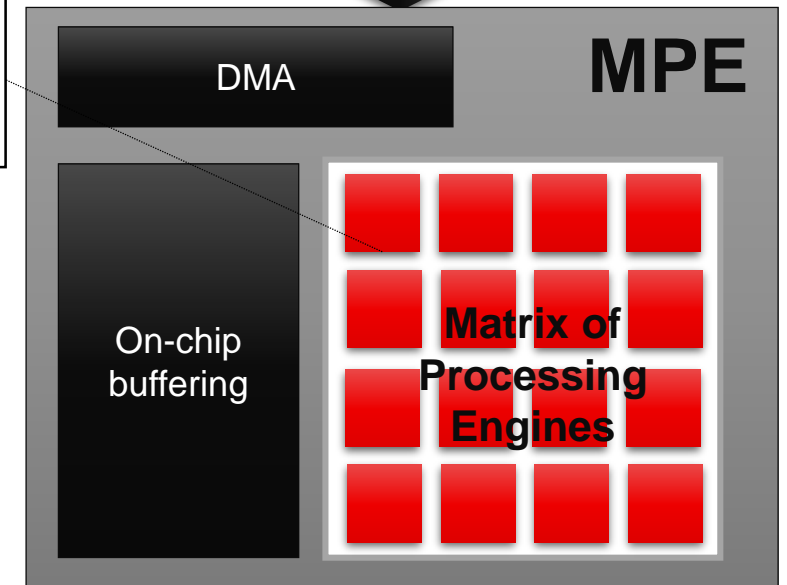 DMA
MPE
On-chip
buffering
Matrix of
Processing
Engines